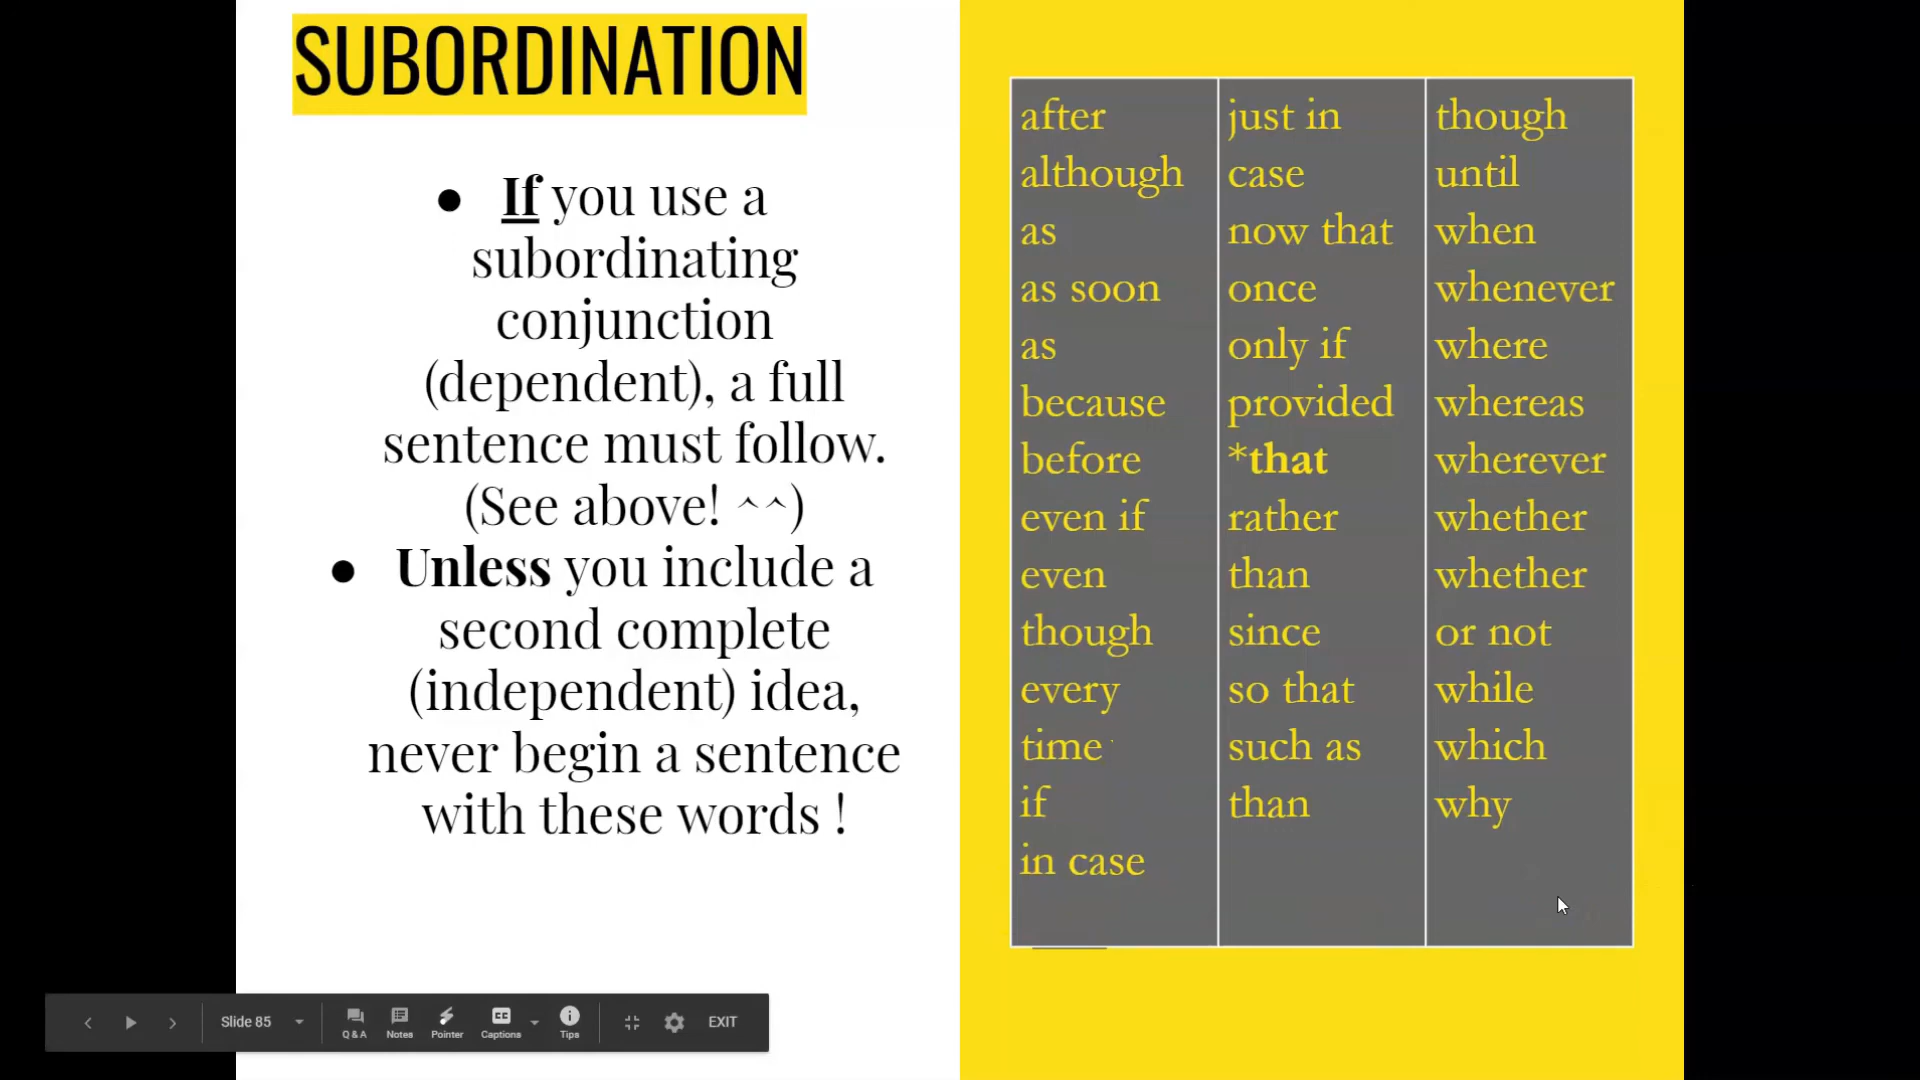 SUBORDINATION
● If you use a
subordinating
conjunction
(dependent), a full
sentence must follow.
(See above! ^^)
● Unless you include a
second complete
(independent) idea,
never begin a sentence
with these words !
after
although
as
as soon
as
because
before
even if
even
though
every
time
if
in case
just in
case
now that
once
only if
provided
*that
rather
than
since
so that
such as
than
though
until
when
whenever
where
whereas
wherever
whether
whether
or not
while
which
why
Slide 85
Q & A
Notes
Pointer
CC
Captions
Tips
EXIT